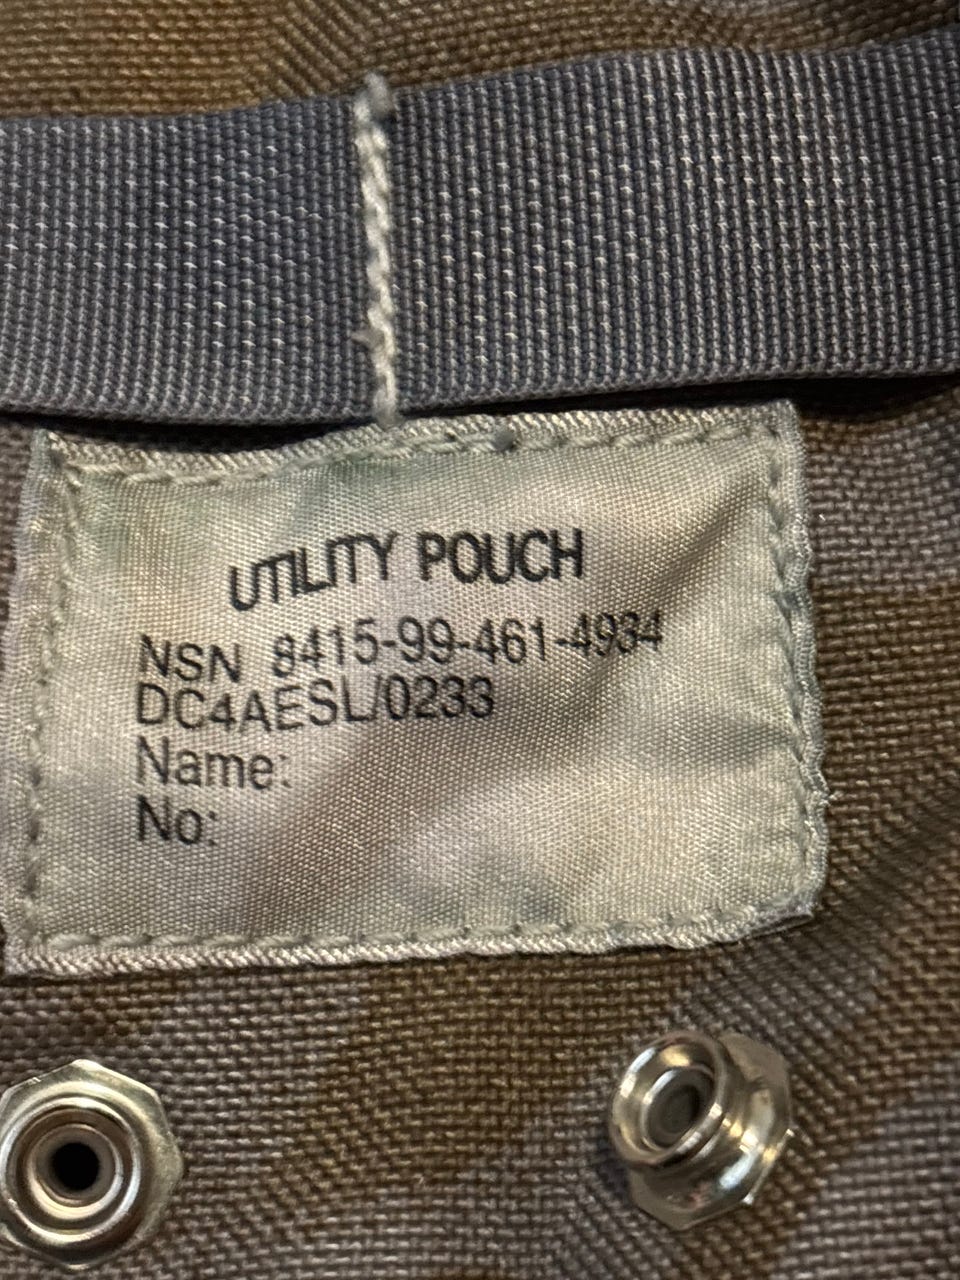 UTILITY POUCH
NSN 8415-99-461-4934
DC4AESL/0233
Name:
No: